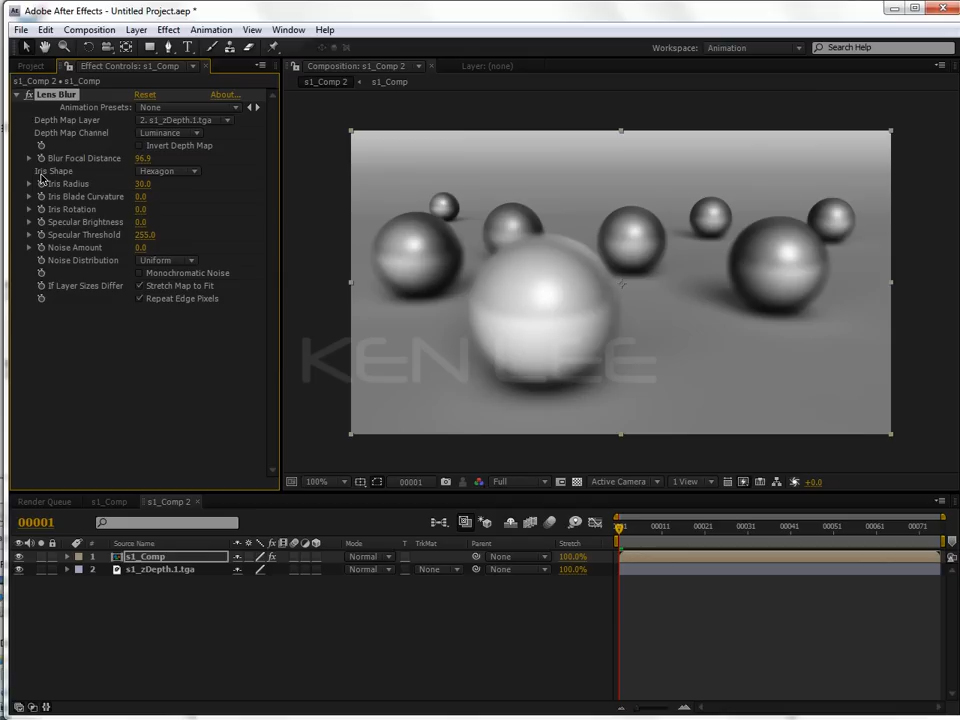 Adobe After Effects - Untitled Project.aep *
File Edit Composition Layer Effect Animation View Window Help
Workspace: Animation Search Help
Project Effect Controls: s1_Comp Composition: s1_Comp 2 Layer: (none)
s1_Comp 2 • s1_Comp s1_Comp 2 s1_Comp
fx Lens Blur Reset About...
Animation Presets: None
Depth Map Layer 2. s1_zDepth.1.tga
Depth Map Channel Luminance
Invert Depth Map
Blur Focal Distance 96.9
Iris Shape Hexagon
Iris Radius 30.0
Iris Blade Curvature 0.0
Iris Rotation 0.0
Specular Brightness 0.0
Specular Threshold 255.0
Noise Amount 0.0
Noise Distribution Uniform
Monochromatic Noise
If Layer Sizes Differ Stretch Map to Fit
Repeat Edge Pixels
KEN LEE
100% 00001 Full Active Camera 1 View +0.0
Render Queue s1_Comp s1_Comp 2
00001 00011 00021 00031 00041 00051 00061 00071
# Source Name Mode T TrkMat Parent Stretch
1 s1_Comp fx Normal None 100.0%
2 s1_zDepth.1.tga Normal None None 100.0%